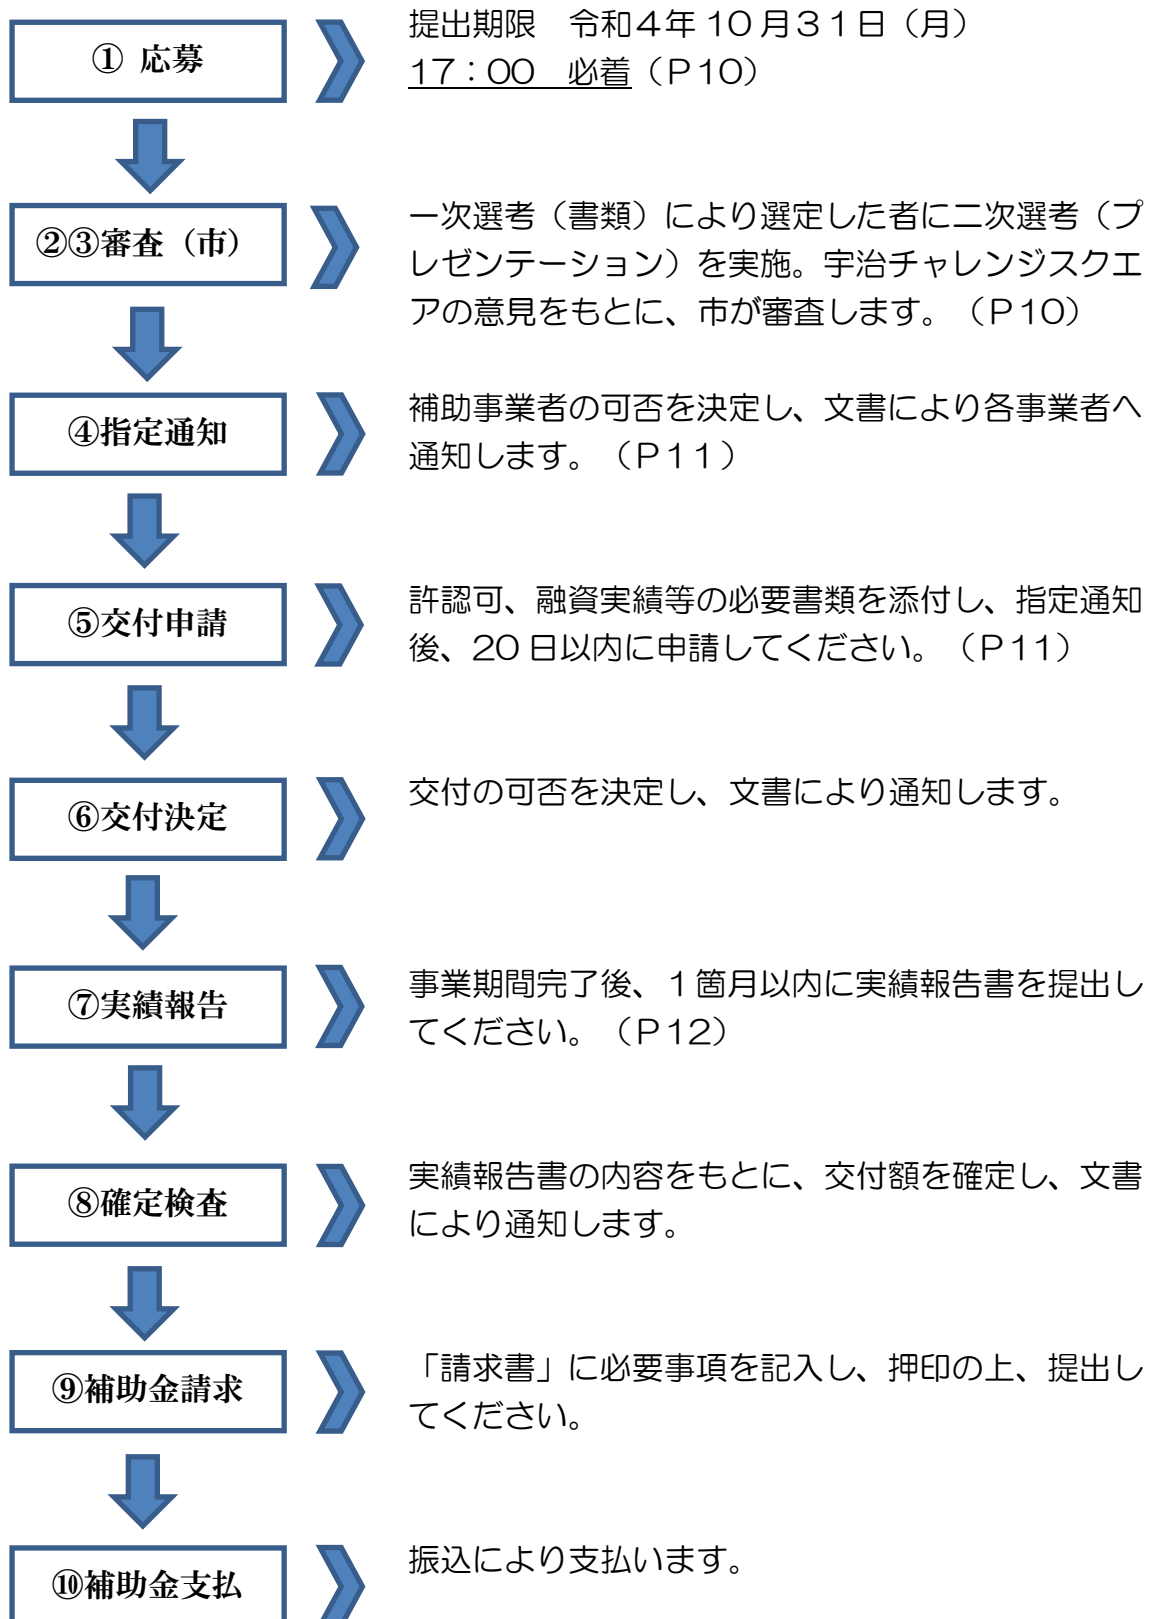 ① 応募
提出期限　令和４年 10 月３１日（月）
17：00　必着（Ｐ10）
②③審査（市）
一次選考（書類）により選定した者に二次選考（プ
レゼンテーション）を実施。宇治チャレンジスクエ
アの意見をもとに、市が審査します。（Ｐ10）
④指定通知
補助事業者の可否を決定し、文書により各事業者へ
通知します。（Ｐ11）
⑤交付申請
許認可、融資実績等の必要書類を添付し、指定通知
後、20 日以内に申請してください。（Ｐ11）
⑥交付決定
交付の可否を決定し、文書により通知します。
⑦実績報告
事業期間完了後、１箇月以内に実績報告書を提出し
てください。（Ｐ12）
⑧確定検査
実績報告書の内容をもとに、交付額を確定し、文書
により通知します。
⑨補助金請求
「請求書」に必要事項を記入し、押印の上、提出し
てください。
⑩補助金支払
振込により支払います。